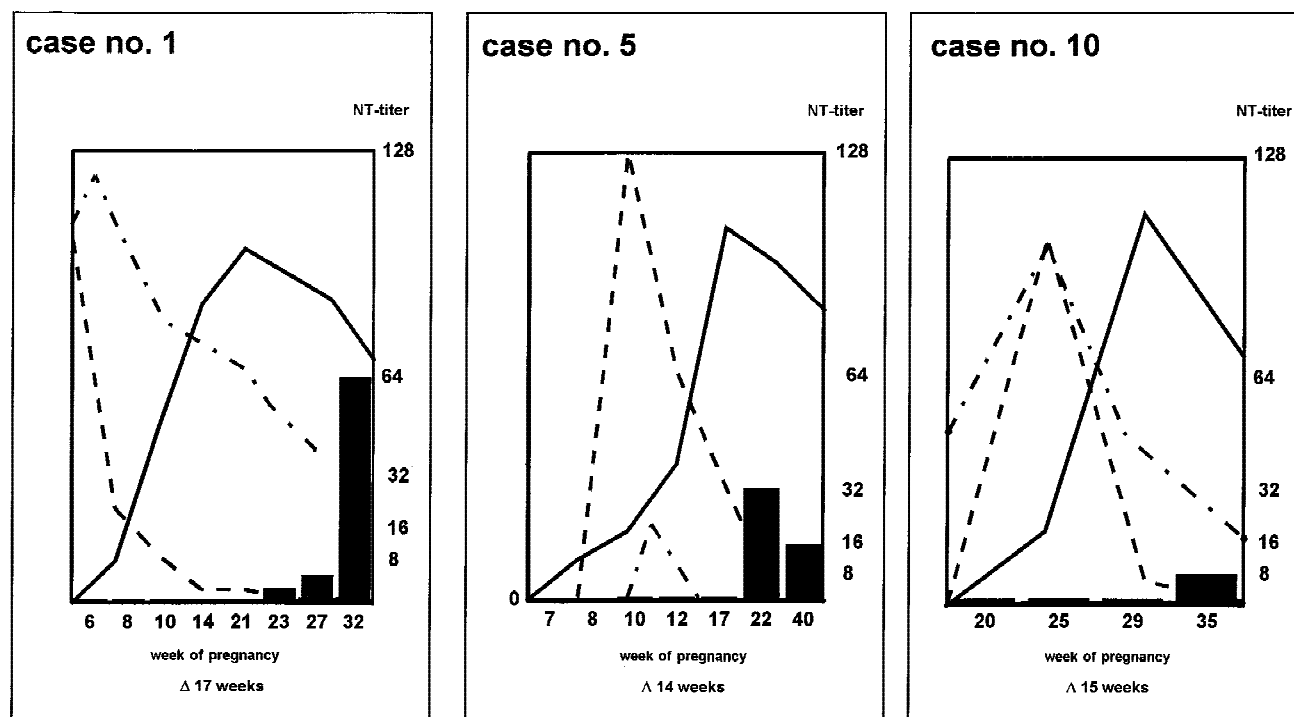 case no. 1
NT-titer
128
64
32
16
8
6 8 10 14 21 23 27 32
week of pregnancy
Δ 17 weeks
case no. 5
NT-titer
128
64
32
16
8
0
7 8 10 12 17 22 40
week of pregnancy
Λ 14 weeks
case no. 10
NT-titer
128
64
32
16
8
20 25 29 35
week of pregnancy
Λ 15 weeks